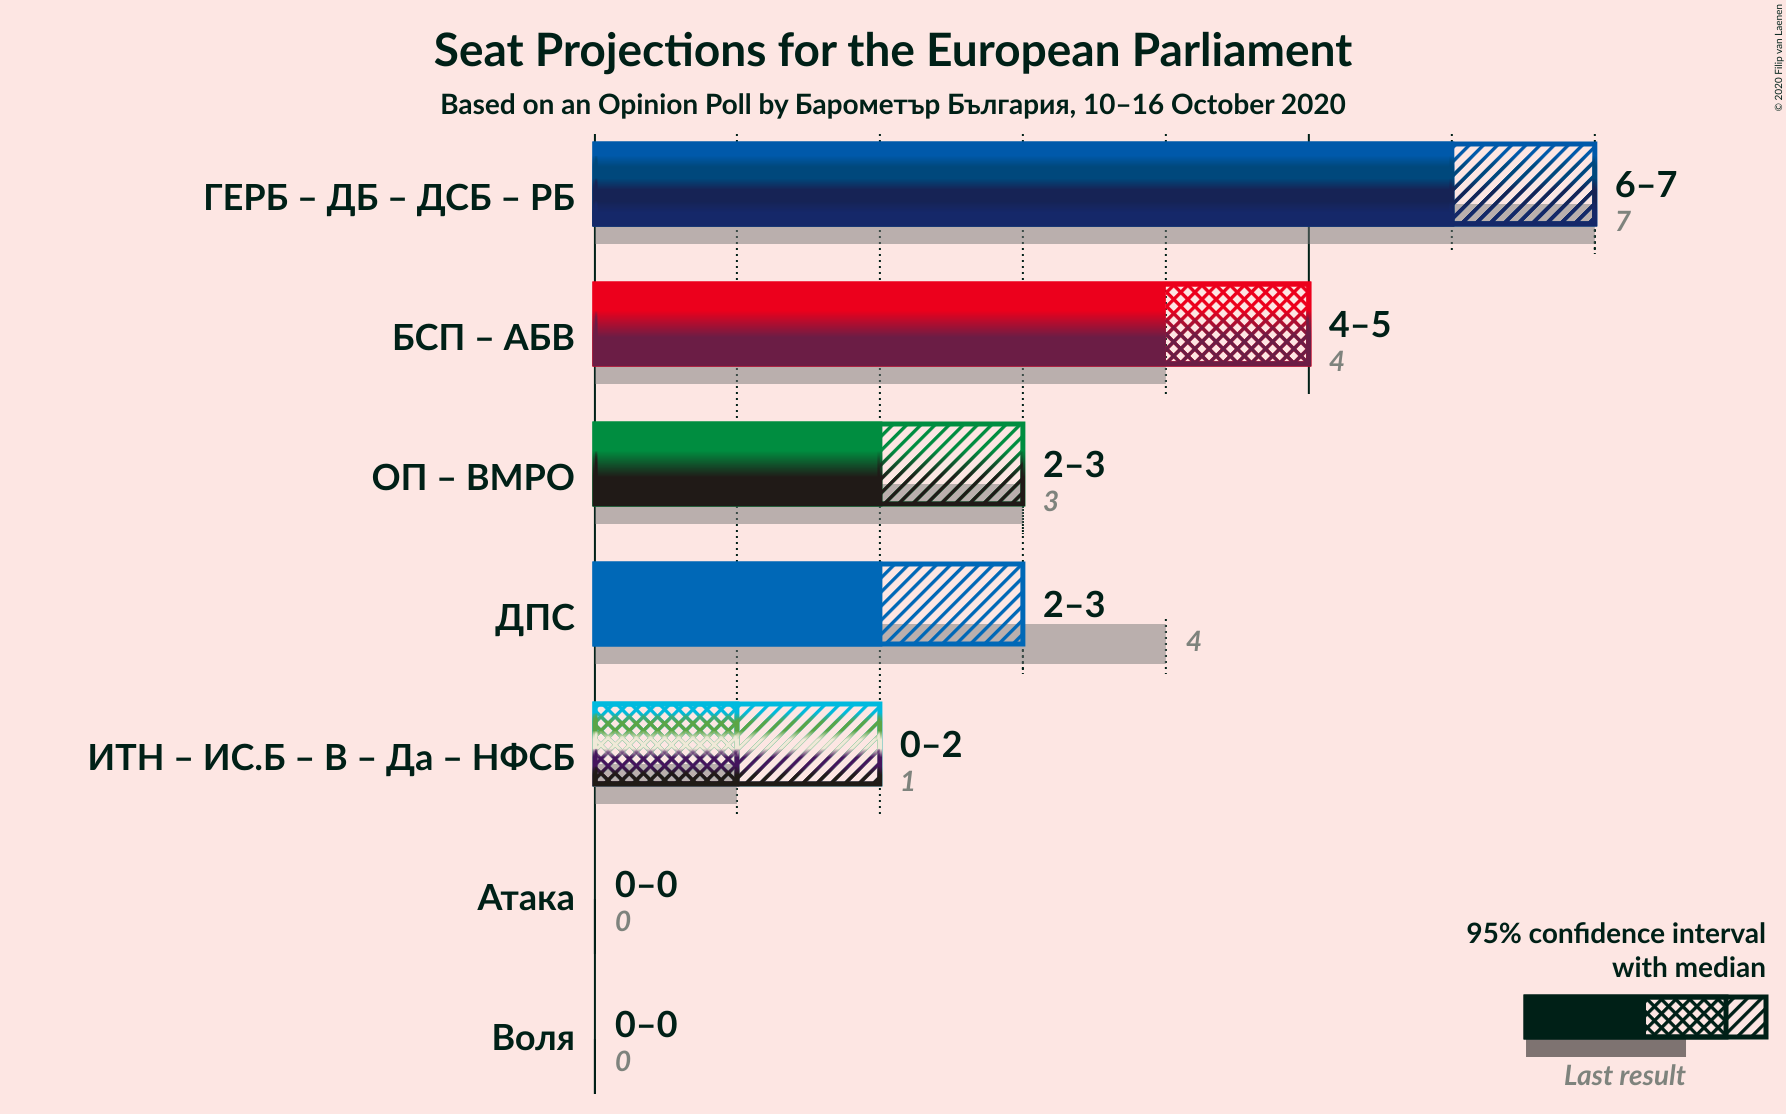 Seat Projections for the European Parliament
Based on an Opinion Poll by Барометър България, 10–16 October 2020
© 2020 Filip van Laenen
ГЕРБ – ДБ – ДСБ – РБ
6–7
7
БСП – АБВ
4–5
4
ОП – ВМРО
2–3
3
ДПС
2–3
4
ИТН – ИС.Б – В – Да – НФСБ
0–2
1
Атака
0–0
0
Воля
0–0
0
95% confidence interval
with median
Last result